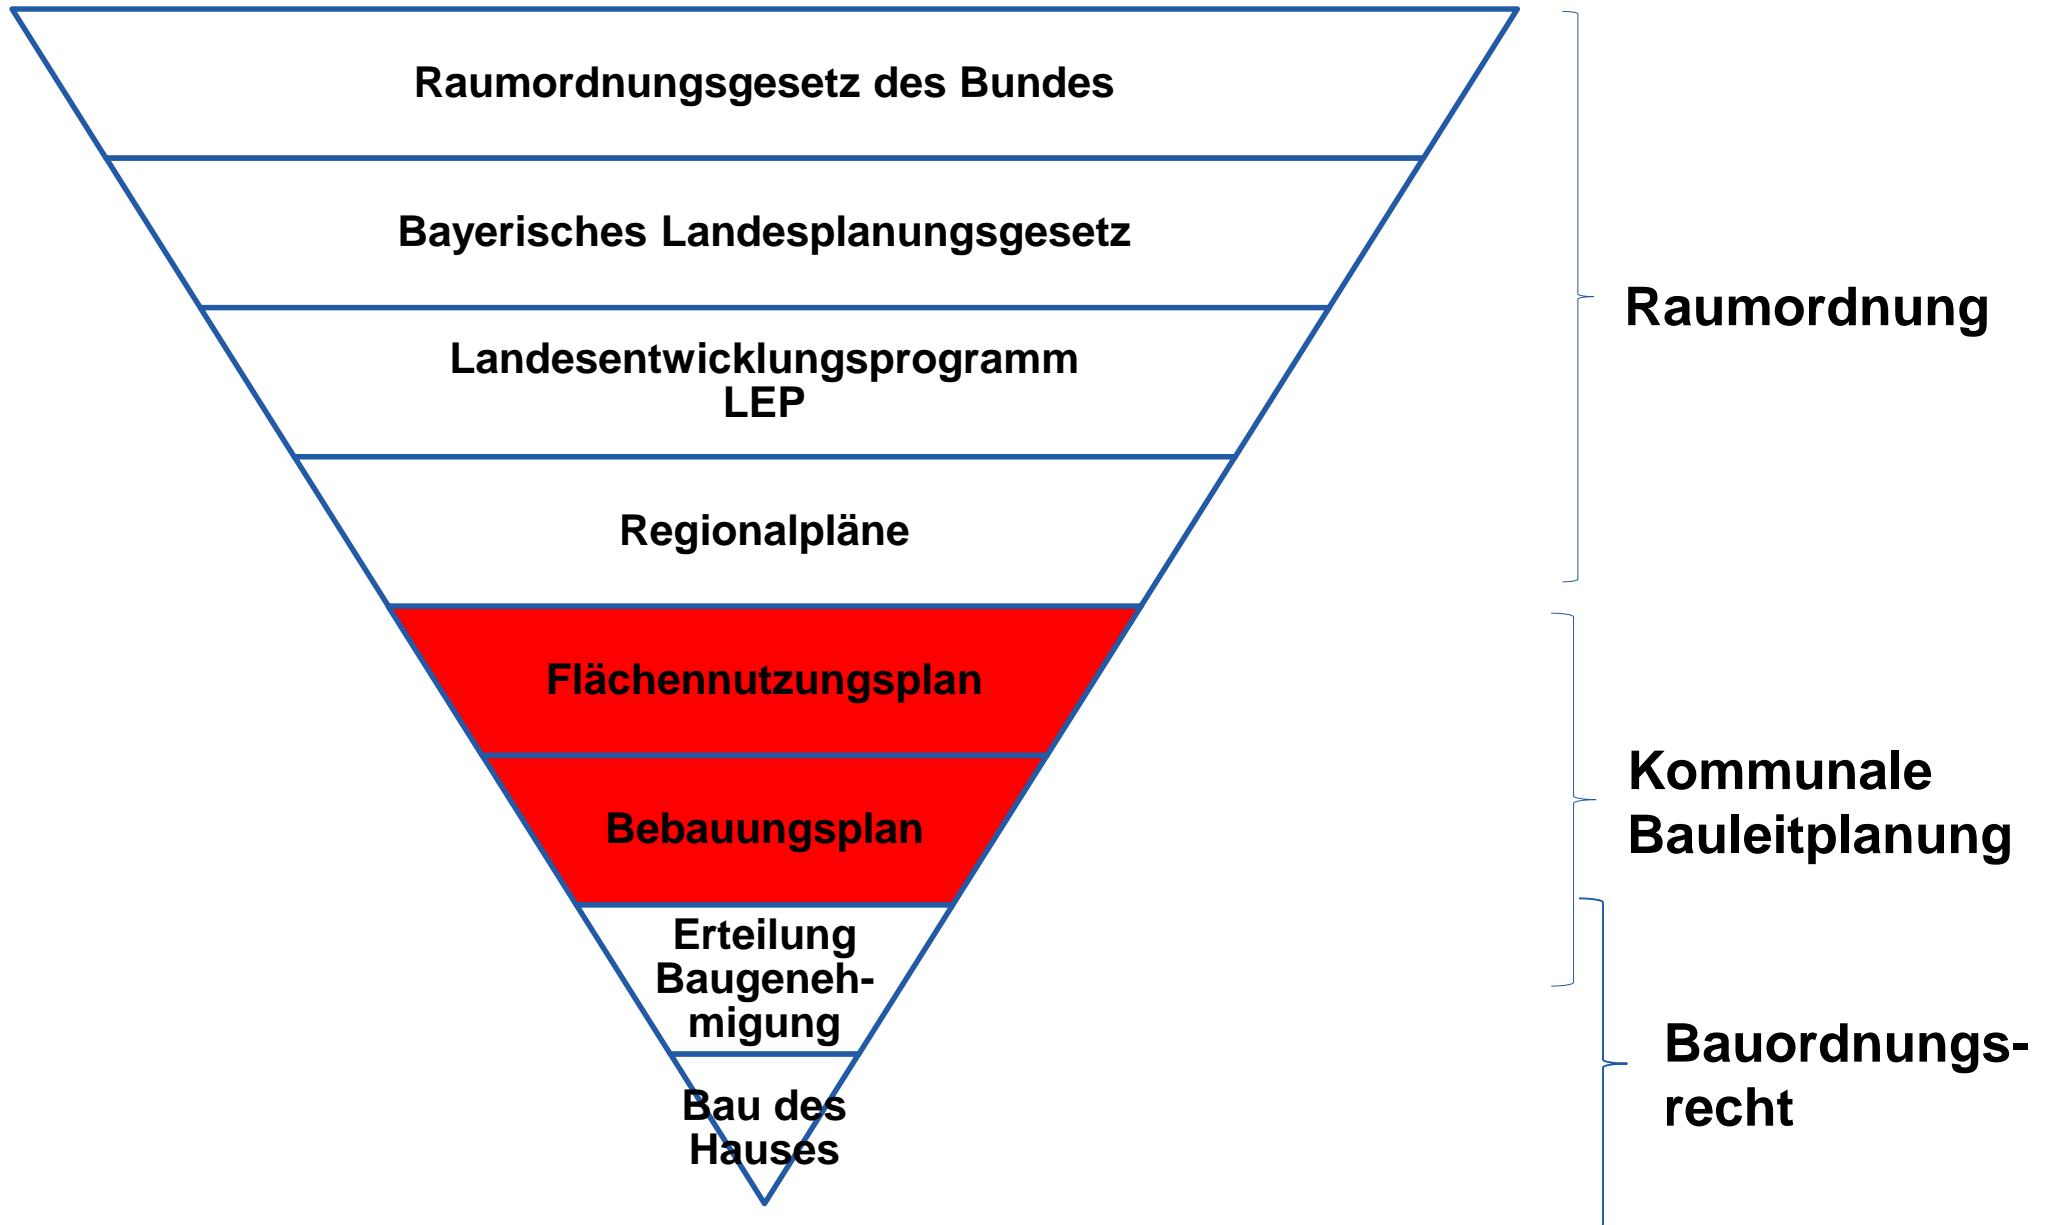 Raumordnungsgesetz des Bundes
Bayerisches Landesplanungsgesetz
Landesentwicklungsprogramm
LEP
Regionalpläne
Flächennutzungsplan
Bebauungsplan
Erteilung
Baugeneh-
migung
Bau des
Hauses
Raumordnung
Kommunale
Bauleitplanung
Bauordnungs-
recht